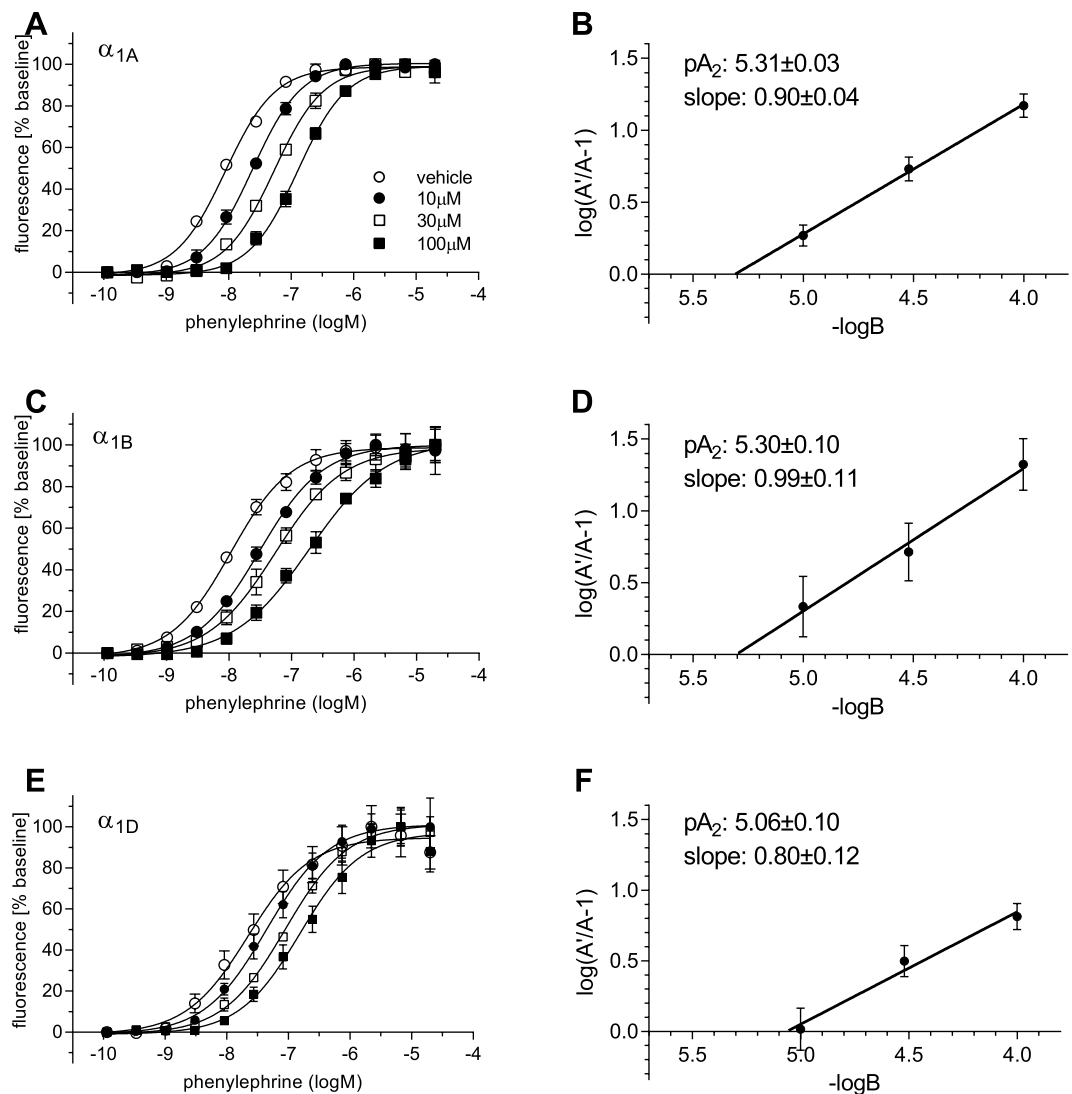 A
α1A
fluorescence [% baseline]
100
80
60
40
20
0
-10 -9 -8 -7 -6 -5 -4
phenylephrine (logM)
vehicle
10μM
30μM
100μM
B
pA2: 5.31±0.03
slope: 0.90±0.04
log(A'/A-1)
1.5
1.0
0.5
0.0
5.5 5.0 4.5 4.0
-logB
C
α1B
fluorescence [% baseline]
100
80
60
40
20
0
-10 -9 -8 -7 -6 -5 -4
phenylephrine (logM)
D
pA2: 5.30±0.10
slope: 0.99±0.11
log(A'/A-1)
1.5
1.0
0.5
0.0
5.5 5.0 4.5 4.0
-logB
E
α1D
fluorescence [% baseline]
100
80
60
40
20
0
-10 -9 -8 -7 -6 -5 -4
phenylephrine (logM)
F
pA2: 5.06±0.10
slope: 0.80±0.12
log(A'/A-1)
1.5
1.0
0.5
0.0
5.5 5.0 4.5 4.0
-logB